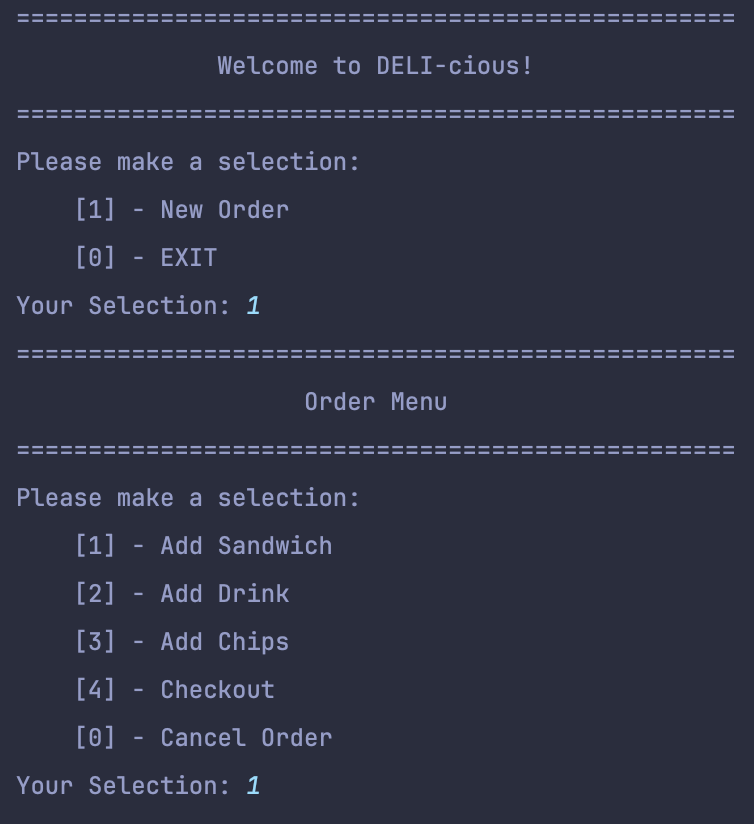 ==================================================
Welcome to DELI-cious!
==================================================
Please make a selection:
[1] - New Order
[0] - EXIT
Your Selection: 1
==================================================
Order Menu
==================================================
Please make a selection:
[1] - Add Sandwich
[2] - Add Drink
[3] - Add Chips
[4] - Checkout
[0] - Cancel Order
Your Selection: 1